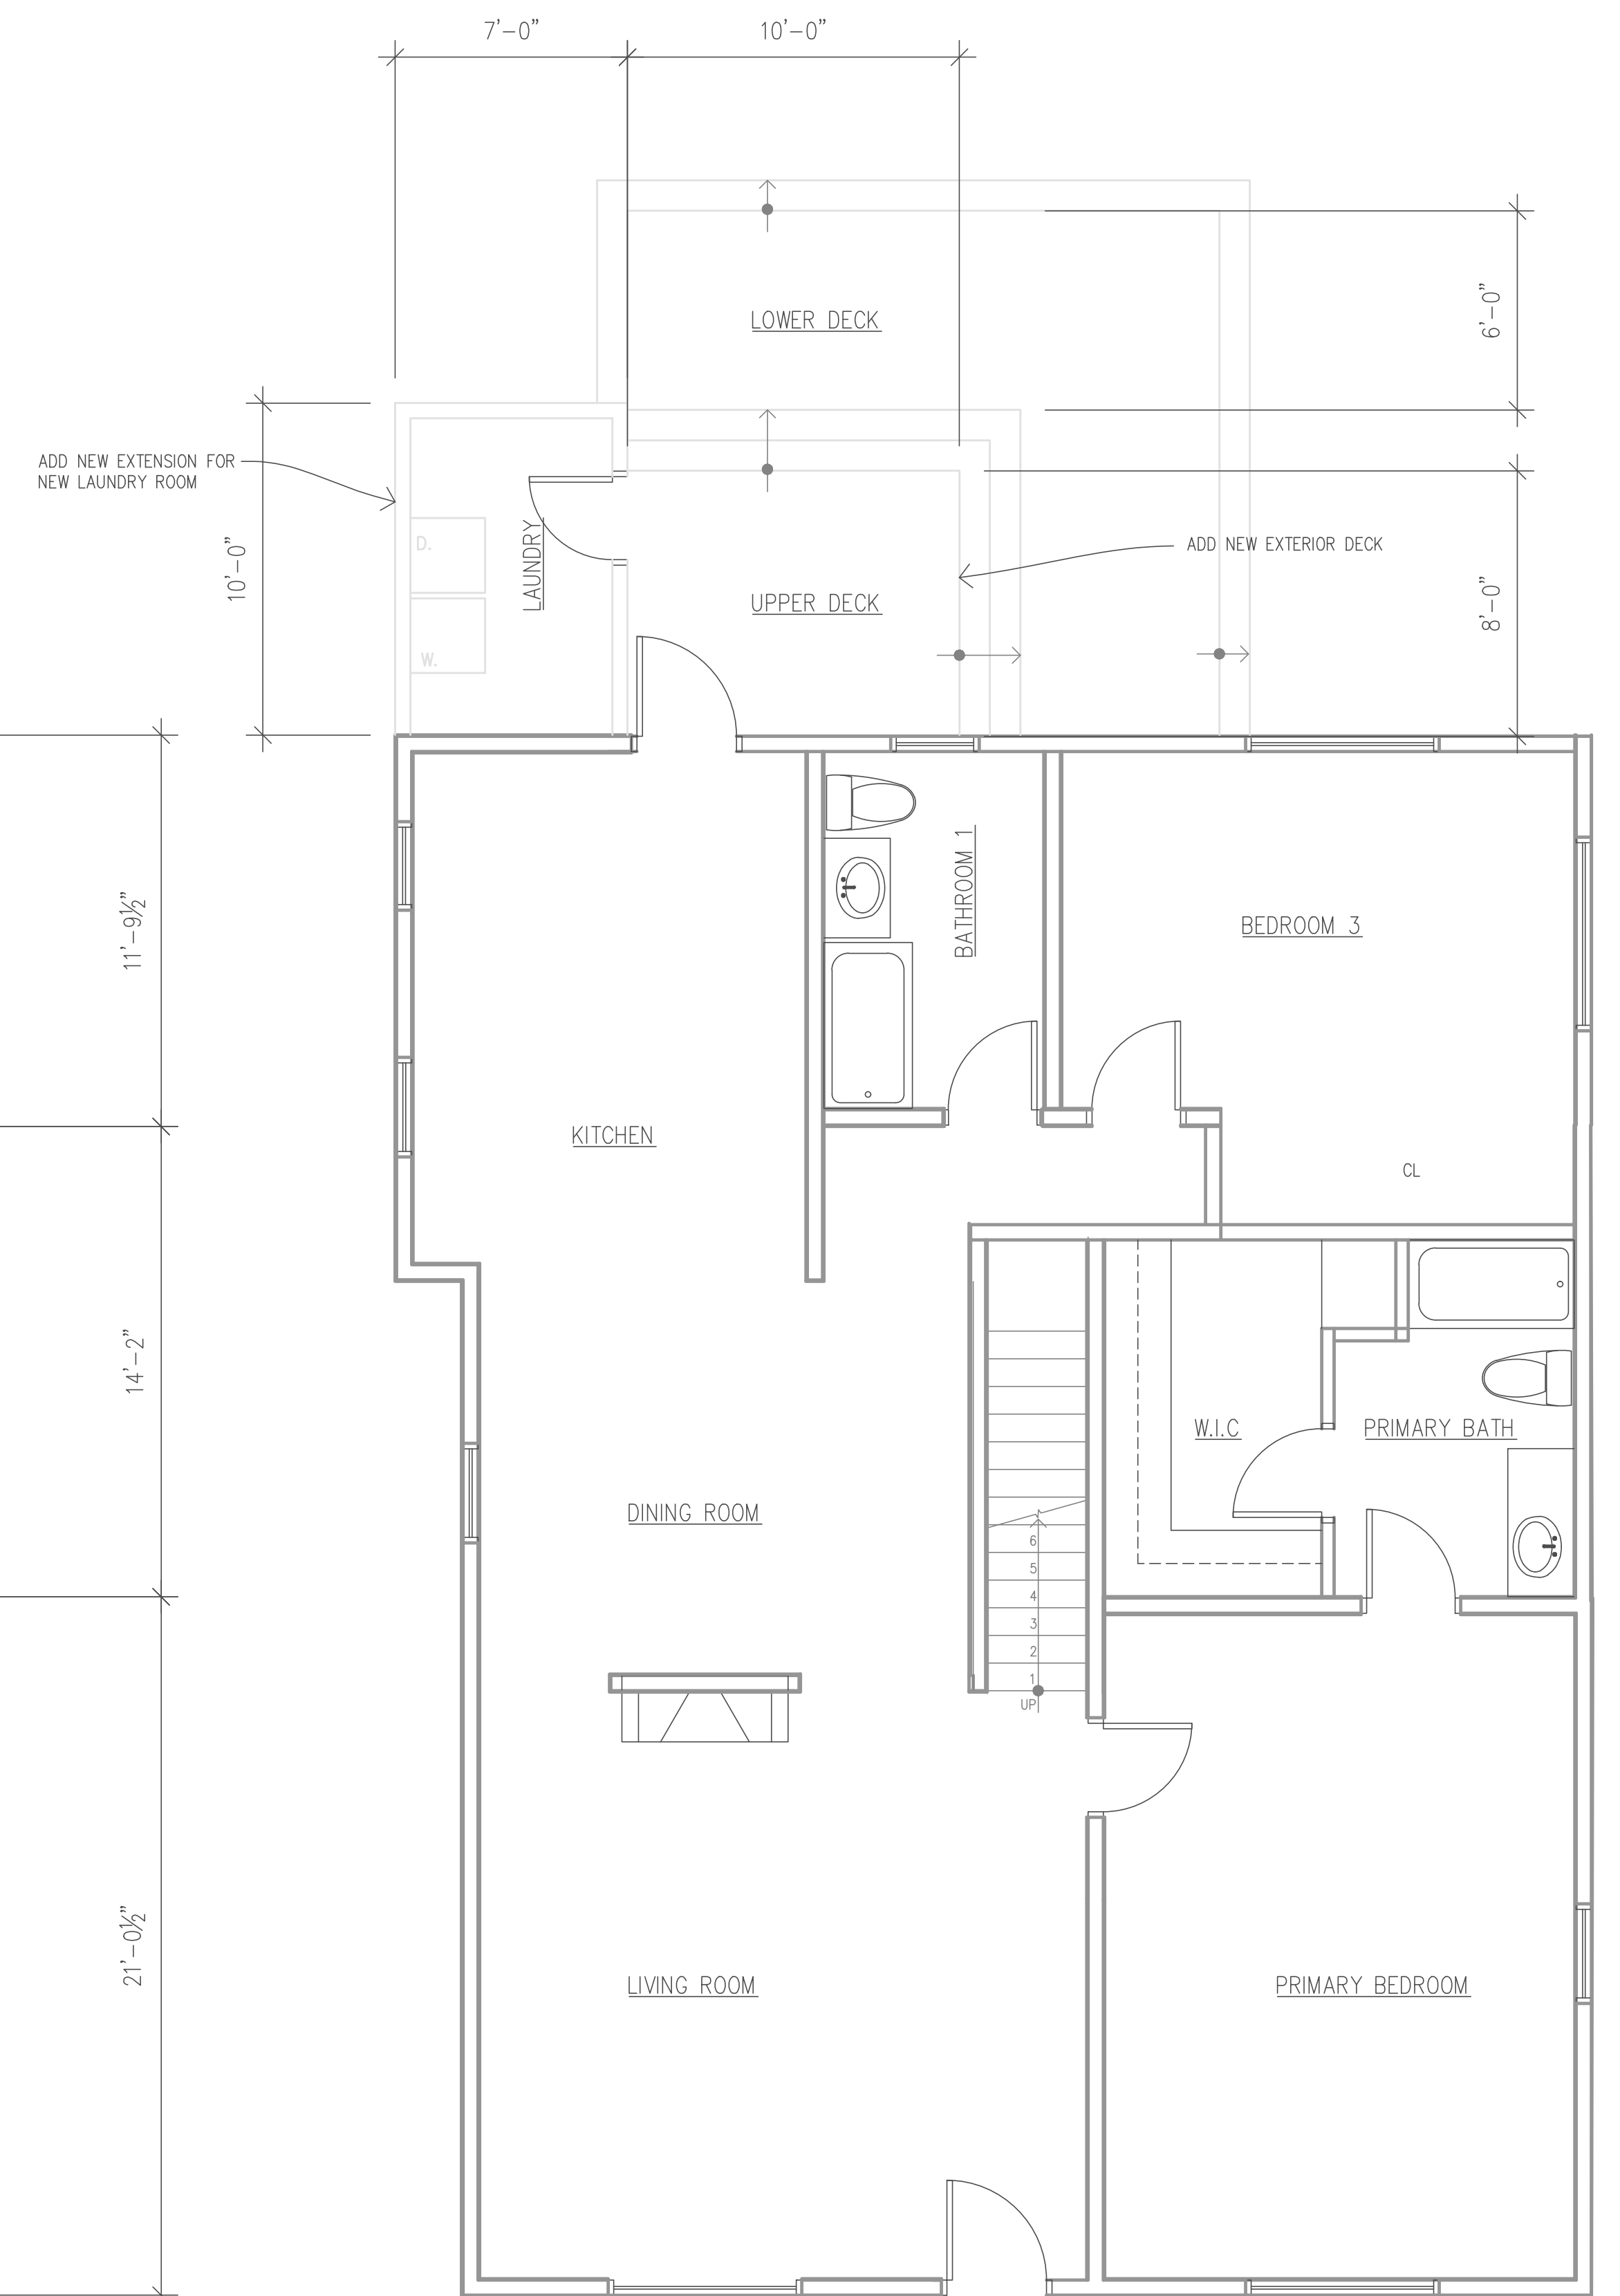 7'-0"
10'-0"
LOWER DECK
6'-0"
ADD NEW EXTENSION FOR
NEW LAUNDRY ROOM
10'-0"
D.
W.
LAUNDRY
UPPER DECK
ADD NEW EXTERIOR DECK
8'-0"
11'-9½"
BATHROOM 1
BEDROOM 3
KITCHEN
CL
14'-2"
W.I.C
PRIMARY BATH
DINING ROOM
6
5
4
3
2
1
UP
21'-0½"
LIVING ROOM
PRIMARY BEDROOM